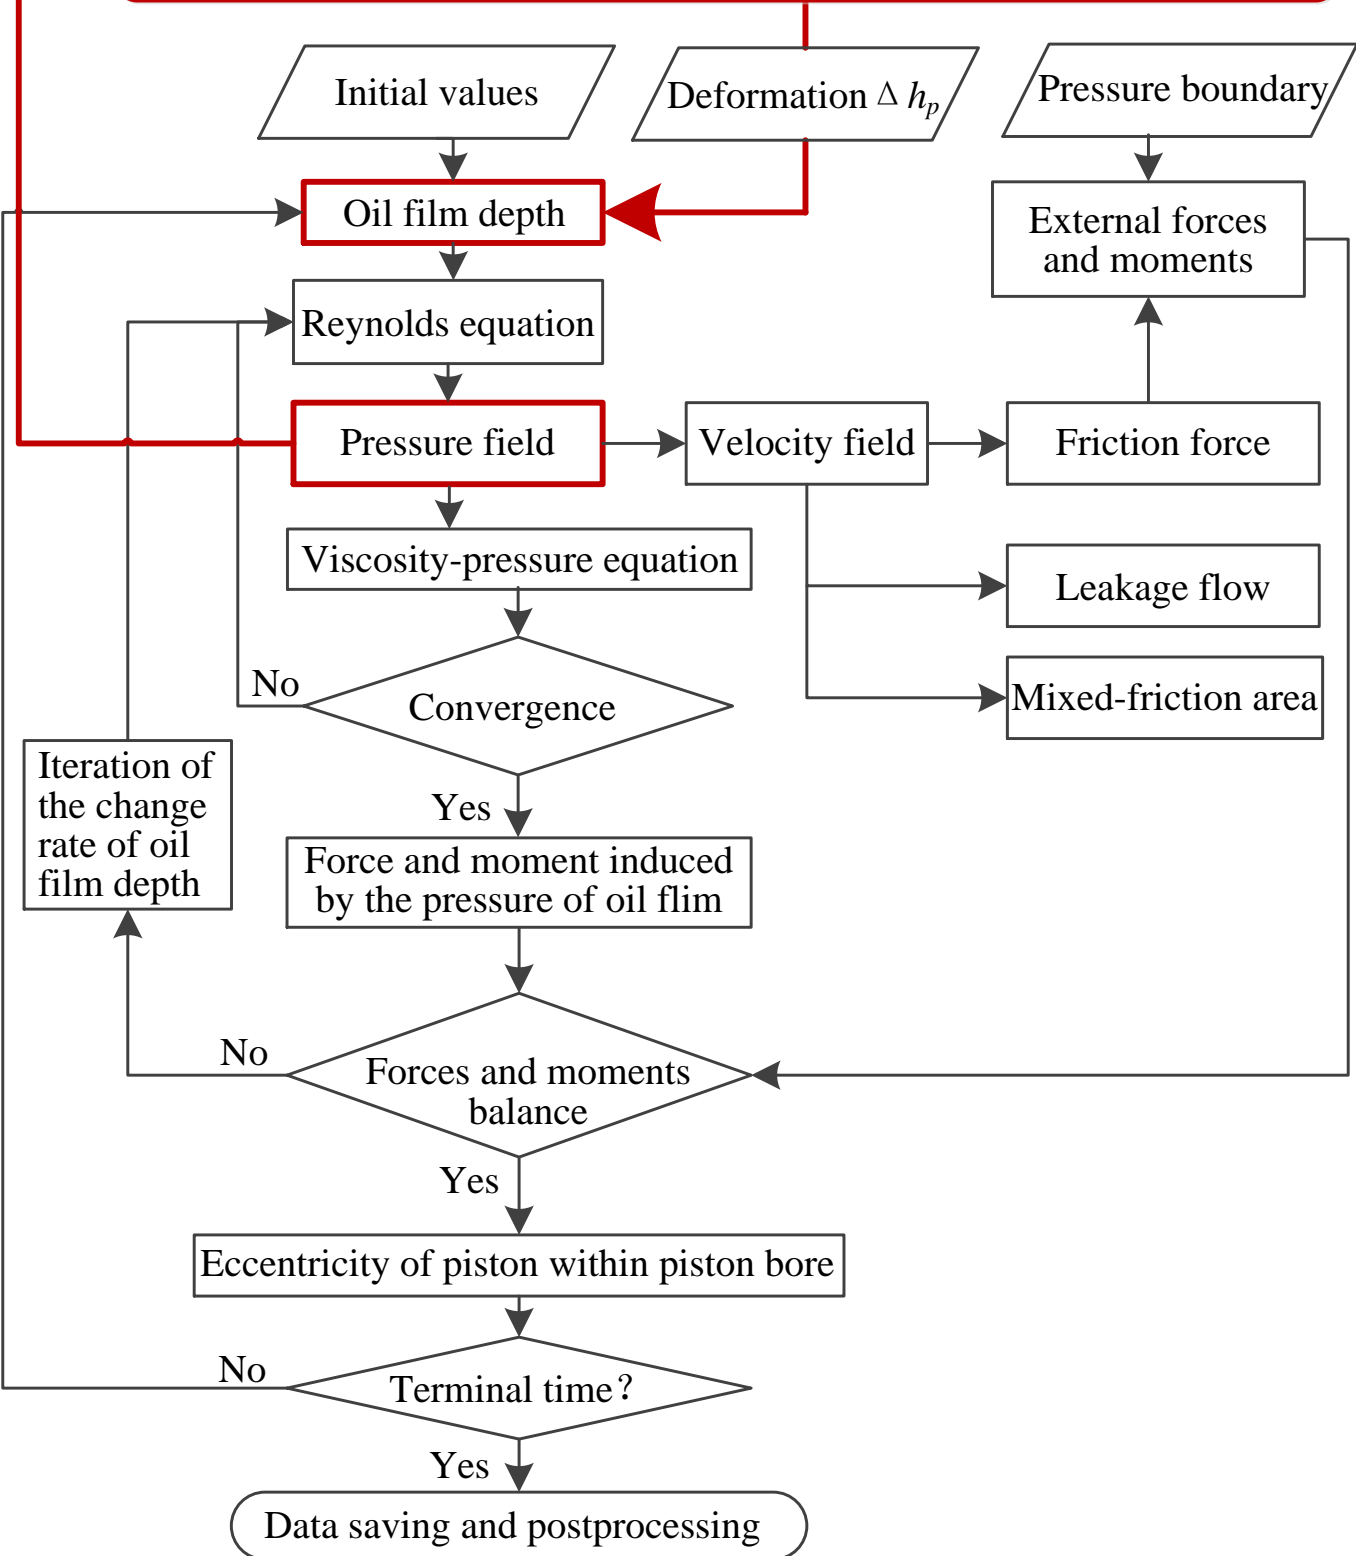 Initial values
Deformation Δ hp
Pressure boundary
Oil film depth
External forces
and moments
Reynolds equation
Pressure field
Velocity field
Friction force
Viscosity-pressure equation
Leakage flow
No
Convergence
Mixed-friction area
Iteration of
the change
rate of oil
film depth
Yes
Force and moment induced
by the pressure of oil flim
No
Forces and moments
balance
Yes
Eccentricity of piston within piston bore
No
Terminal time?
Yes
Data saving and postprocessing